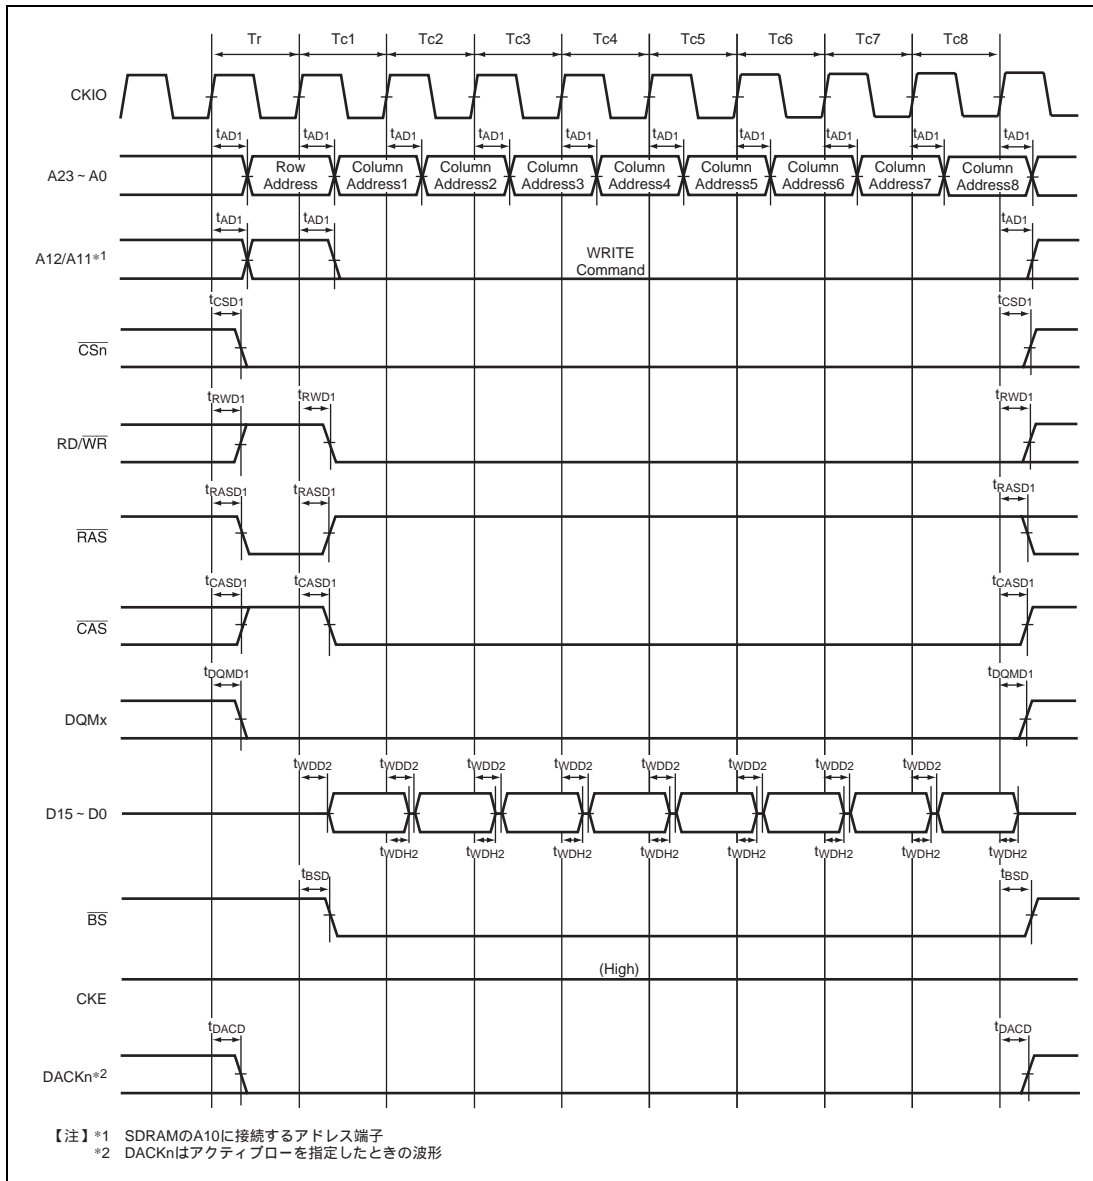 Tr Tc1 Tc2 Tc3 Tc4 Tc5 Tc6 Tc7 Tc8
CKIO
tAD1 tAD1 tAD1 tAD1 tAD1 tAD1 tAD1 tAD1 tAD1 tAD1
A23 ~ A0
Row Address
Column Address1
Column Address2
Column Address3
Column Address4
Column Address5
Column Address6
Column Address7
Column Address8
tAD1 tAD1 tAD1
A12/A11*1
WRITE
Command
tCSD1 tCSD1
CSn
tRWD1 tRWD1 tRWD1
RD/WR
tRASD1 tRASD1 tRASD1
RAS
tCASD1 tCASD1 tCASD1
CAS
tDQMD1 tDQMD1
DQMx
tWDD2 tWDD2 tWDD2 tWDD2 tWDD2 tWDD2 tWDD2 tWDD2
D15 ~ D0
tWDH2 tWDH2 tWDH2 tWDH2 tWDH2 tWDH2 tWDH2 tWDH2
tBSD tBSD
BS
(High)
CKE
tDACD tDACD
DACKn*2
【注】*1 SDRAMのA10に接続するアドレス端子
*2 DACKnはアクティブローを指定したときの波形